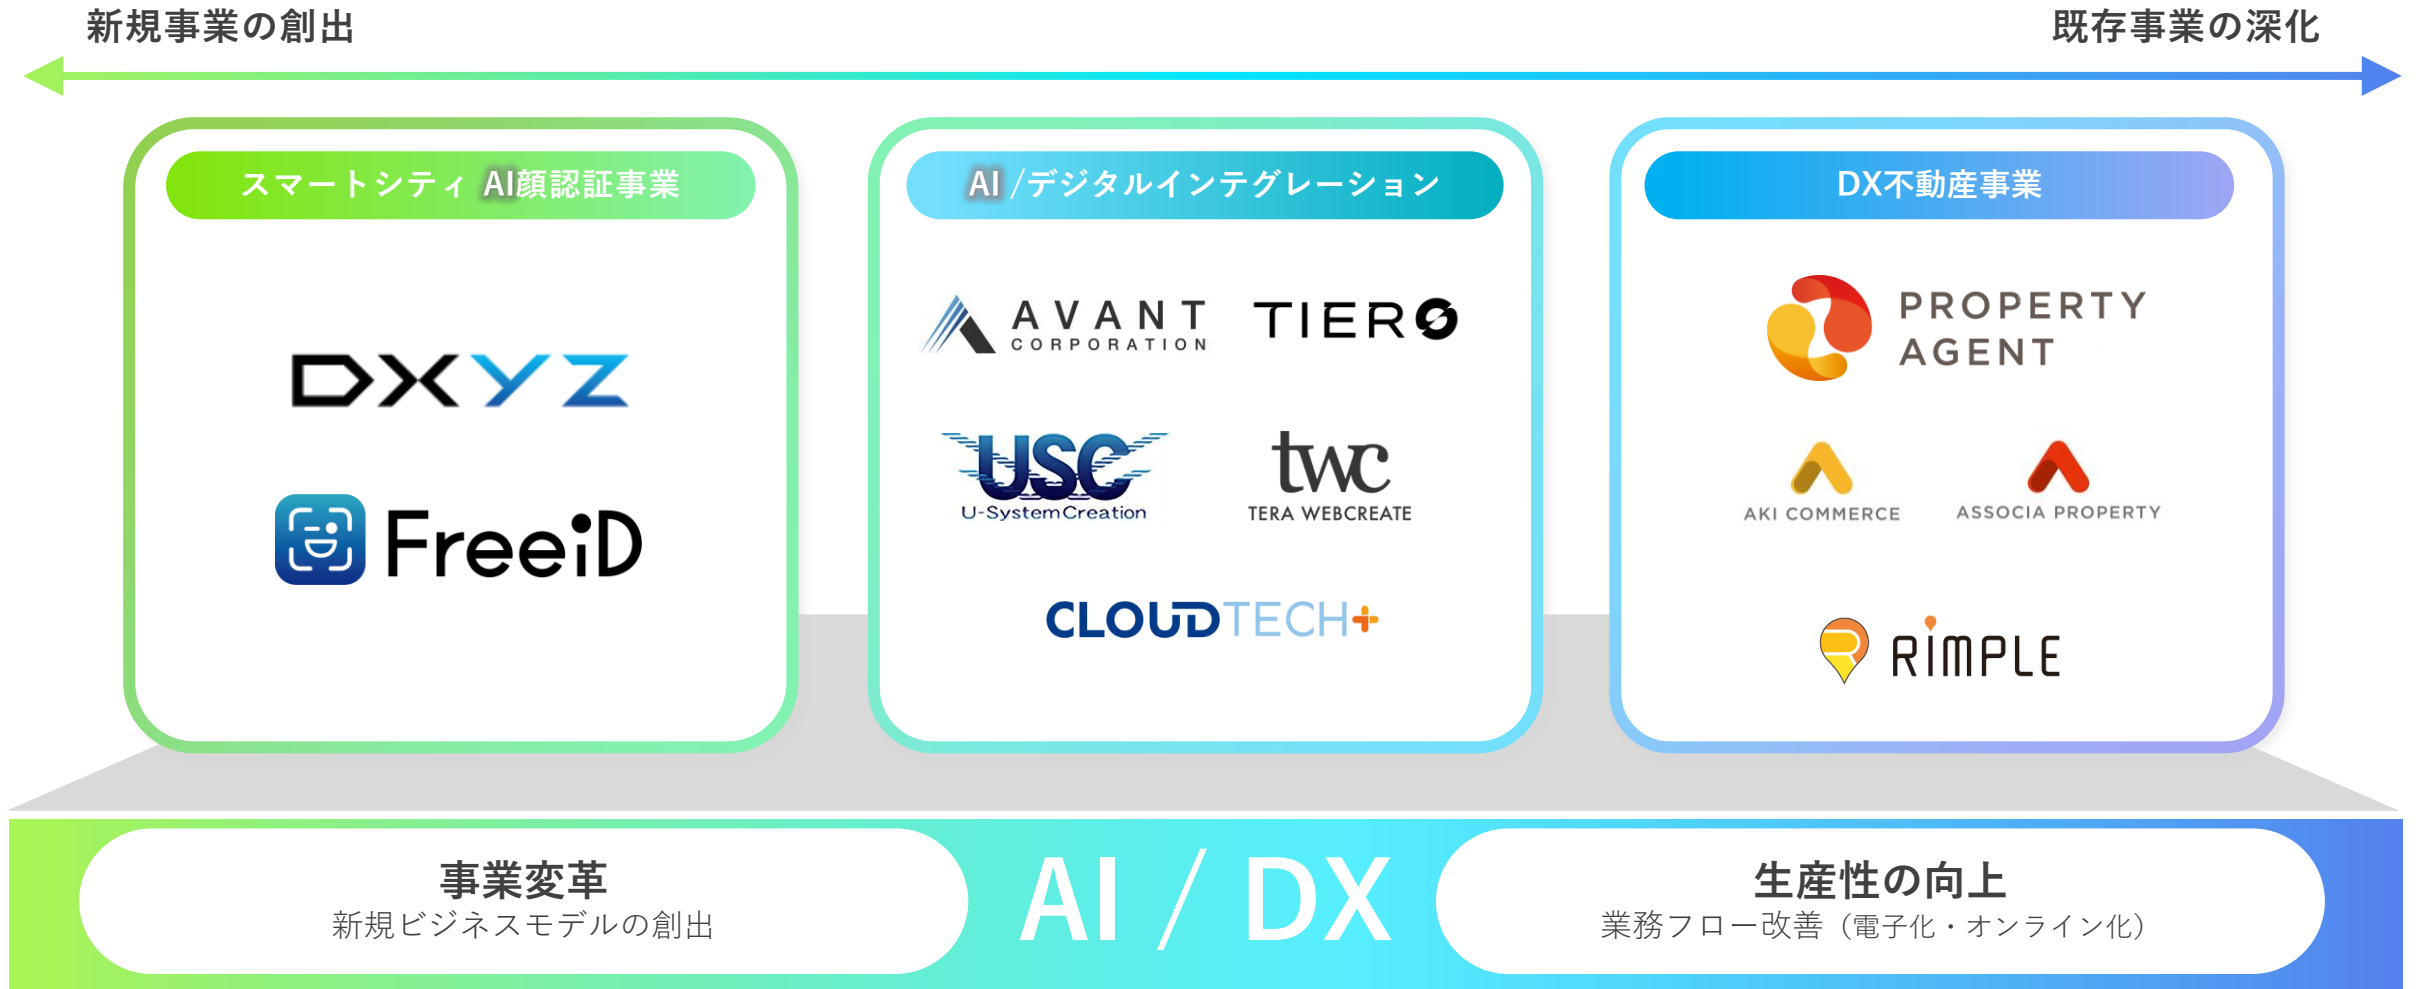 新規事業の創出
既存事業の深化
スマートシティ AI顔認証事業
DXYZ
FreeiD
AI /デジタルインテグレーション
AVANT
CORPORATION
TIERS
USC
U-SystemCreation
twc
TERA WEBCREATE
CLOUDTECH+
DX不動産事業
PROPERTY
AGENT
AKI COMMERCE
ASSOCIA PROPERTY
RIMPLE
事業変革
新規ビジネスモデルの創出
AI / DX
生産性の向上
業務フロー改善（電子化・オンライン化）